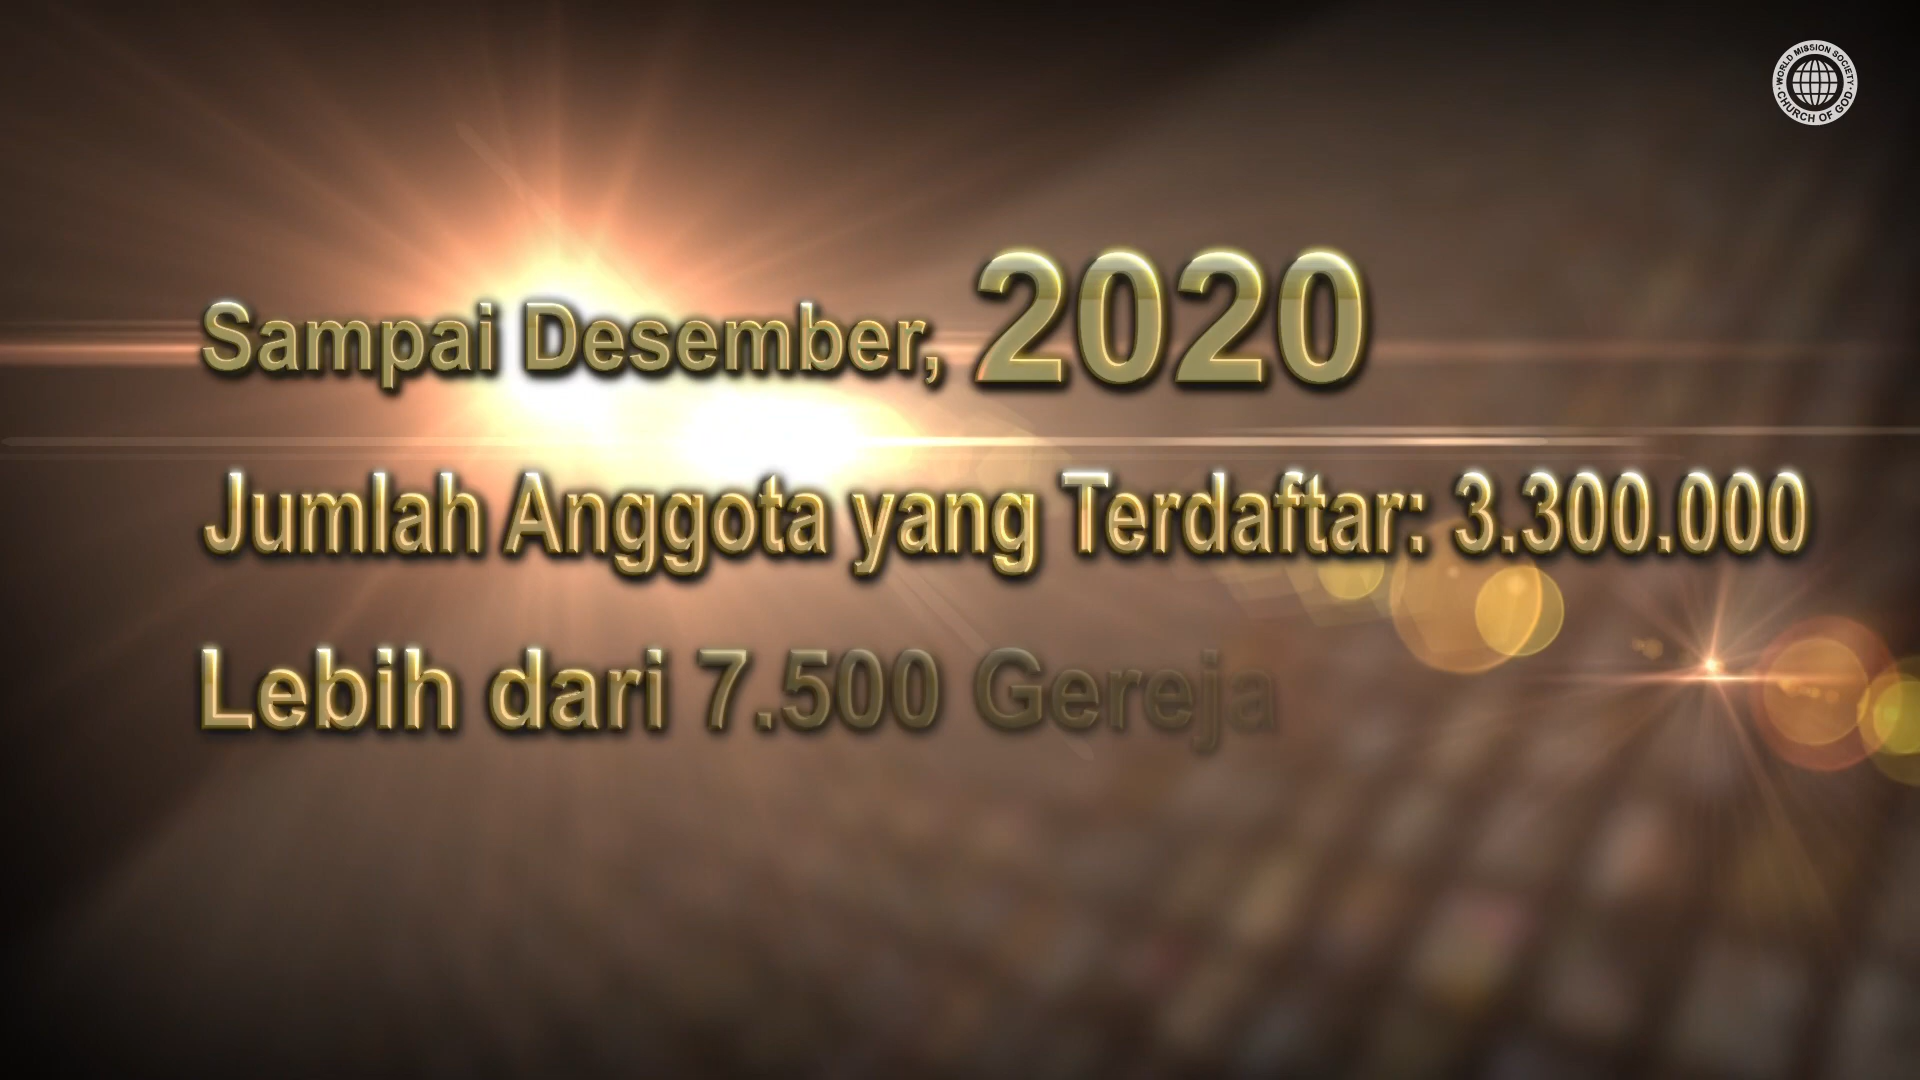 WORLD MISSION SOCIETY
CHURCH OF GOD
Sampai Desember, 2020
Jumlah Anggota yang Terdaftar: 3.300.000
Lebih dari 7.500 Gereja